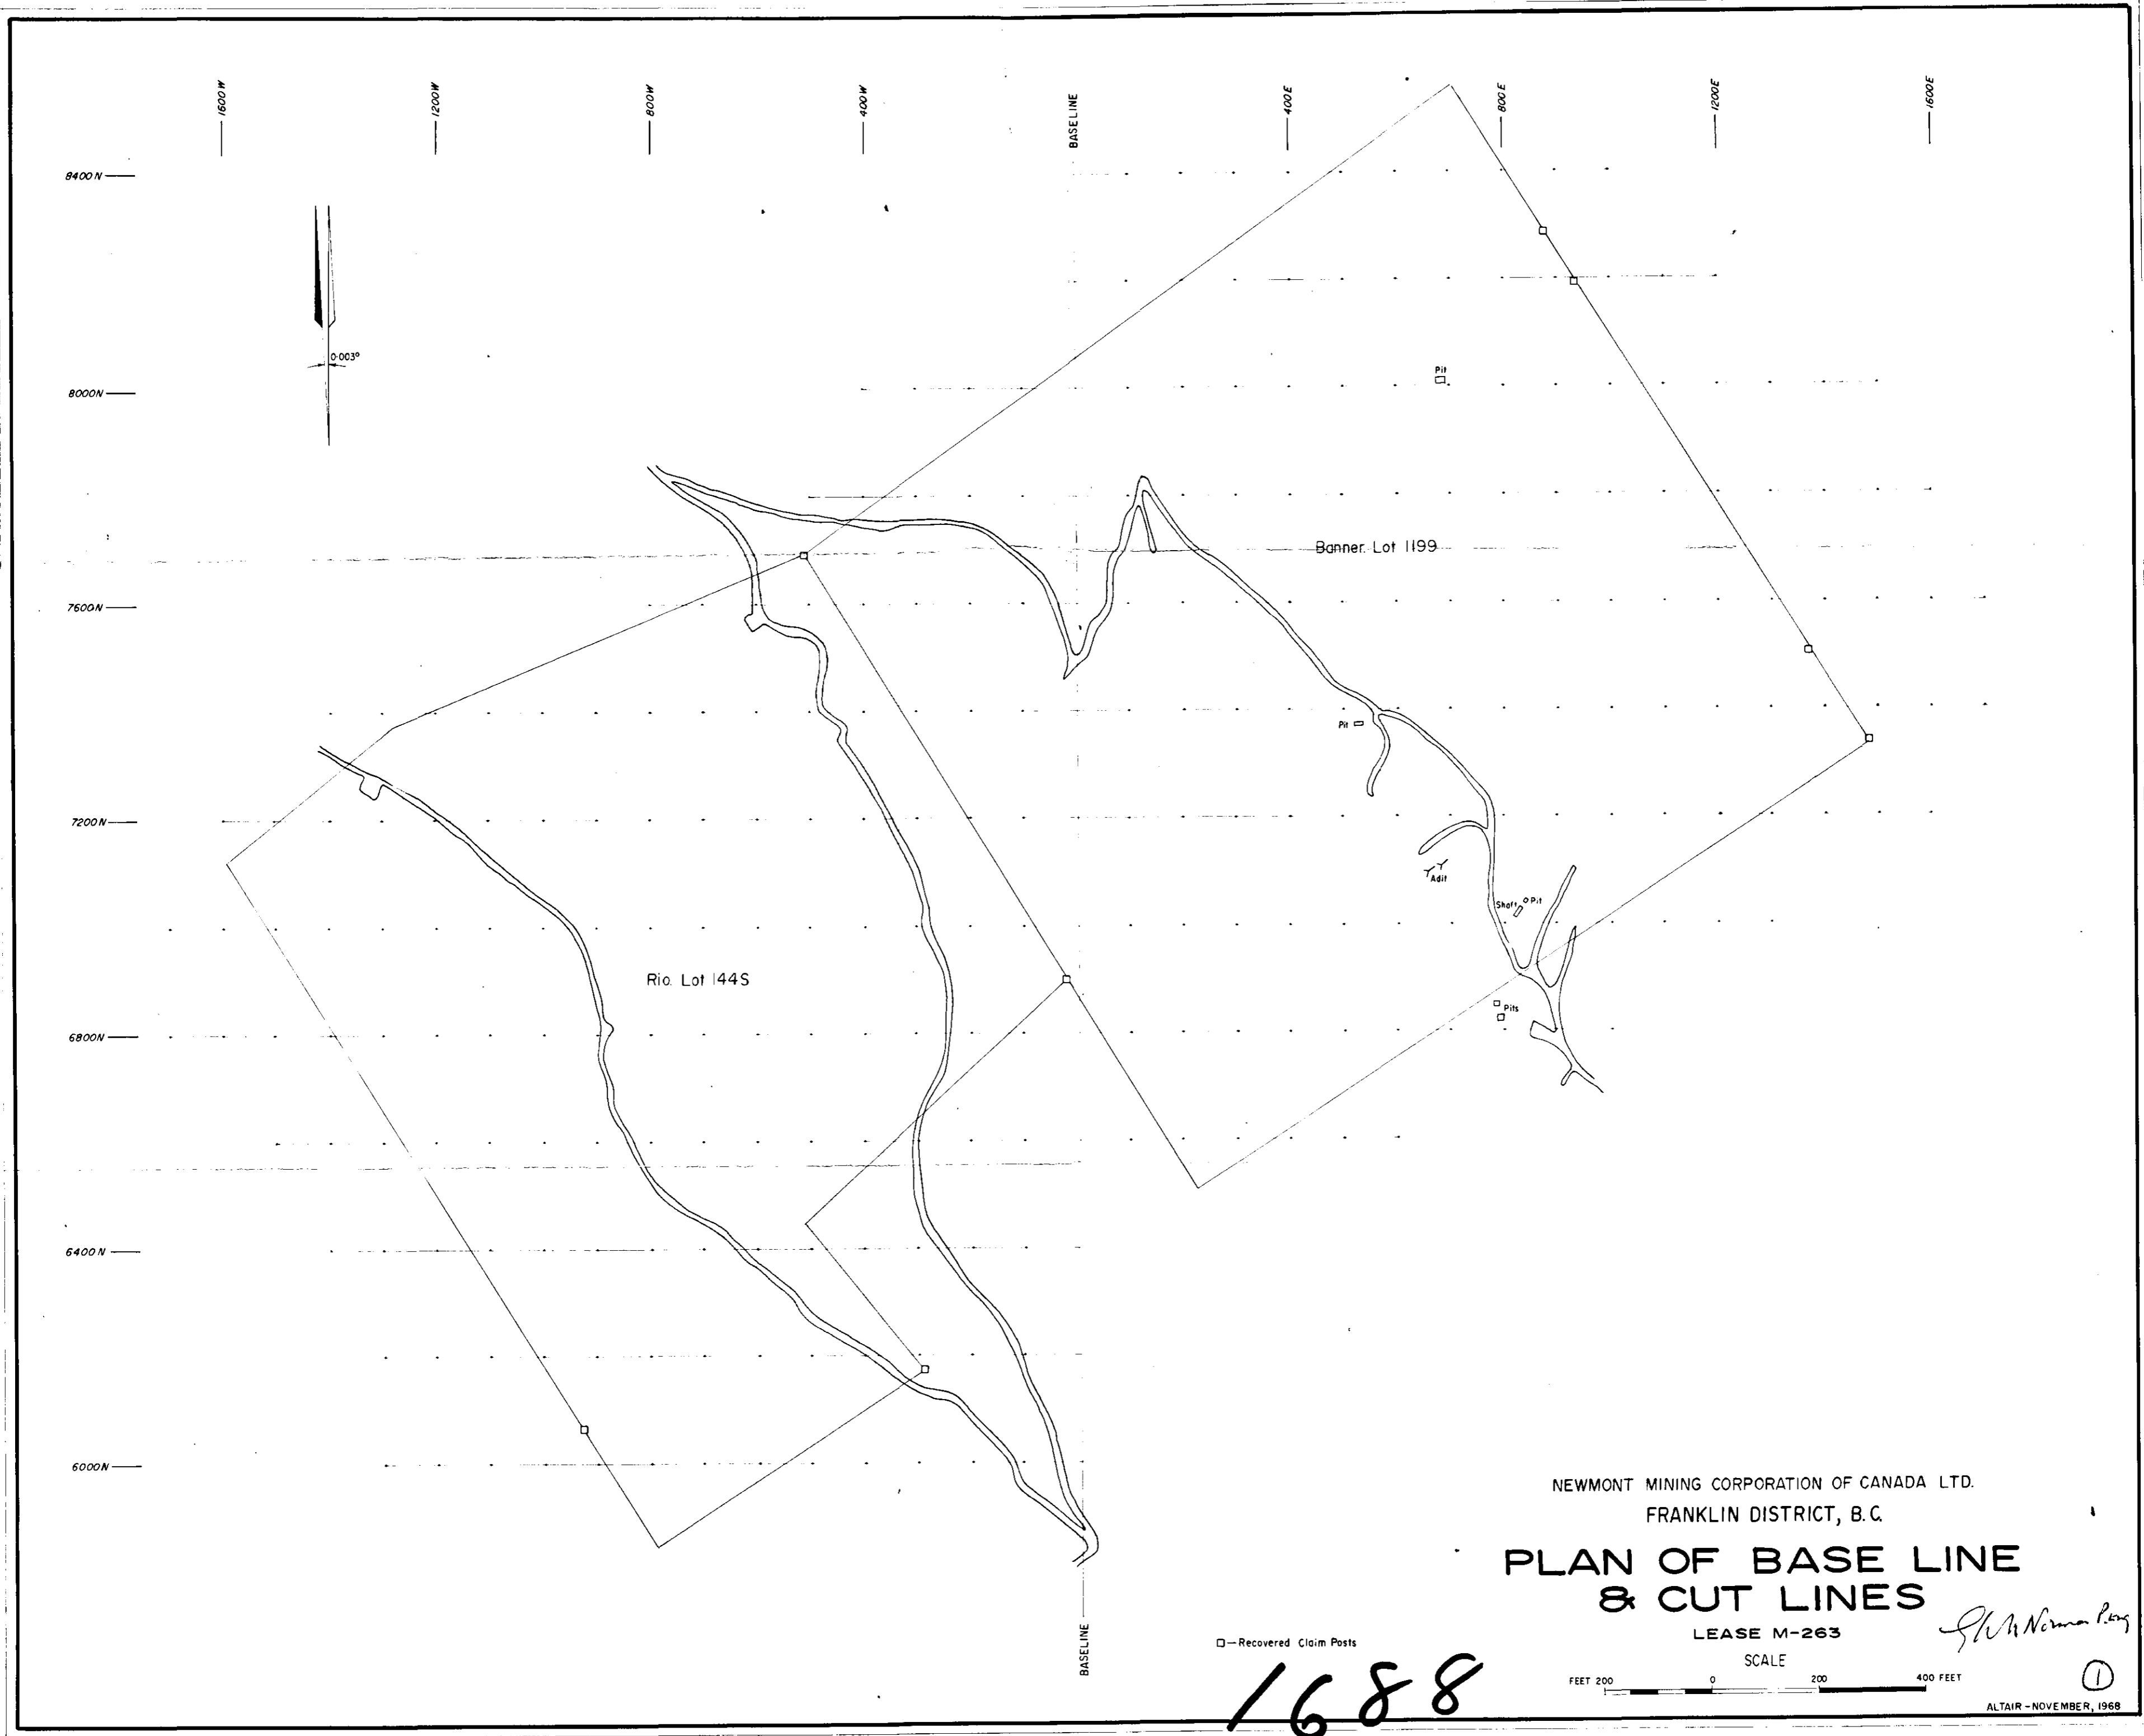 1600W
1200W
800W
400W
BASELINE
400E
800E
1200E
1600E
8400N
0.003°
8000N
Pit
Banner Lot 1199
7600N
Pit
7200N
Adit
Shaft
Pit
Rio Lot 144S
Pits
6800N
6400N
6000N
BASELINE
NEWMONT MINING CORPORATION OF CANADA LTD.
FRANKLIN DISTRICT, B.C.
PLAN OF BASE LINE
& CUT LINES
LEASE M-263
SCALE
FEET 200 0 200 400 FEET
Recovered Claim Posts
1688
1
ALTAIR - NOVEMBER, 1968